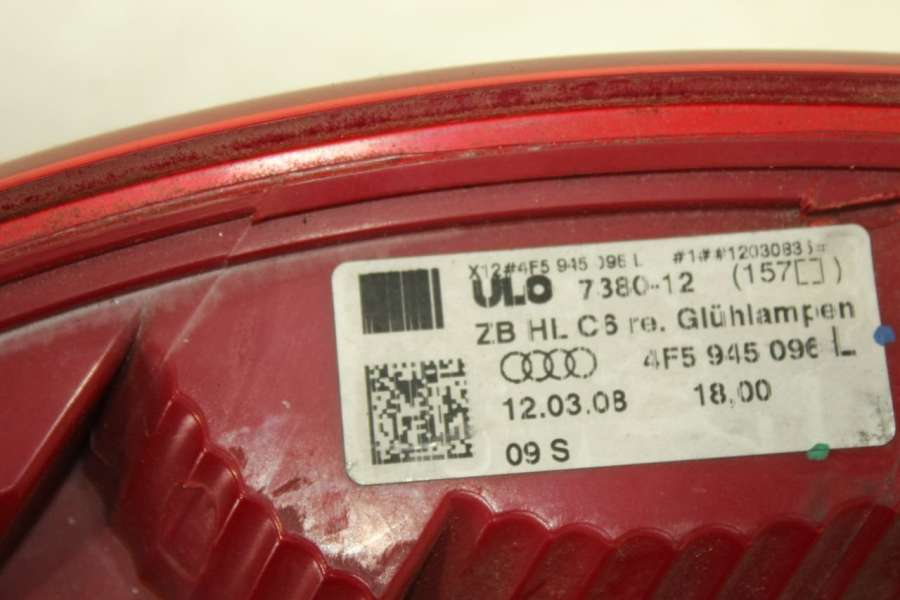 X12#4F5 945 096 L #1##1203083
ULO 7380-12 (157[])
ZB HL C6 re. Glühlampen
4F5 945 096 L
12.03.08 18,00
09 S